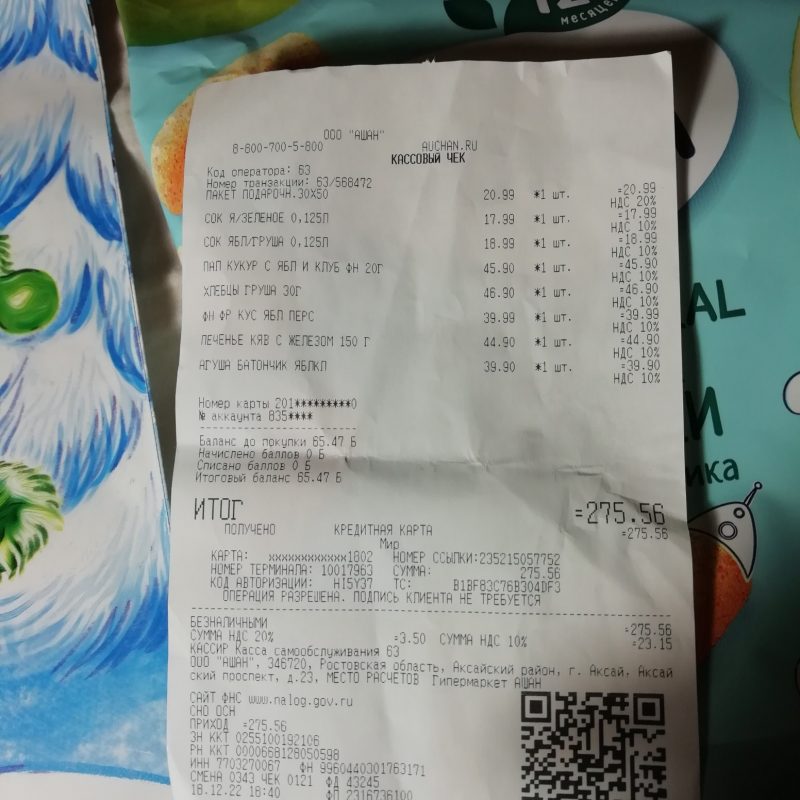 месяцев
ООО "АШАН"
8-800-700-5-800 AUCHAN.RU
КАССОВЫЙ ЧЕК
Код оператора: 63
Номер транзакции: 63/568472
ПАКЕТ ПОДАРОЧН.30X50 20.99 *1 шт. =20.99
НДС 20%
СОК Я/ЗЕЛЕНОЕ 0,125Л 17.99 *1 шт. =17.99
НДС 10%
СОК ЯБЛ/ГРУША 0,125Л 18.99 *1 шт. =18.99
НДС 10%
ПАЛ КУКУР С ЯБЛ И КЛУБ ФН 20Г 45.90 *1 шт. =45.90
НДС 10%
ХЛЕБЦЫ ГРУША 30Г 46.90 *1 шт. =46.90
НДС 10%
ФН ФР КУС ЯБЛ ПЕРС 39.99 *1 шт. =39.99
НДС 10%
ПЕЧЕНЬЕ КЯВ С ЖЕЛЕЗОМ 150 Г 44.90 *1 шт. =44.90
НДС 10%
АГУША БАТОНЧИК ЯБЛКЛ 39.90 *1 шт. =39.90
НДС 10%
Номер карты 201*********0
№ аккаунта 835****
Баланс до покупки 65.47 Б
Начислено баллов 0 Б
Списано баллов 0 Б
Итоговый баланс 65.47 Б
ИТОГ =275.56
ПОЛУЧЕНО КРЕДИТНАЯ КАРТА =275.56
Мир
КАРТА: xxxxxxxxxxxx1802 НОМЕР ССЫЛКИ:235215057752
НОМЕР ТЕРМИНАЛА: 10017963 СУММА: 275.56
КОД АВТОРИЗАЦИИ: HI5Y37 ТС: B1BF83C76B304DF3
ОПЕРАЦИЯ РАЗРЕШЕНА. ПОДПИСЬ КЛИЕНТА НЕ ТРЕБУЕТСЯ
БЕЗНАЛИЧНЫМИ =275.56
СУММА НДС 20% =3.50 СУММА НДС 10% =23.15
КАССИР Касса самообслуживания 63
ООО "АШАН", 346720, Ростовская область, Аксайский район, г. Аксай, Аксай
ский проспект, д.23, МЕСТО РАСЧЕТОВ Гипермаркет АШАН
САЙТ ФНС www.nalog.gov.ru
СНО ОСН
ПРИХОД =275.56
ЗН ККТ 0255100192106
РН ККТ 0000668128050598
ИНН 7703270067 ФН 9960440301763171
СМЕНА 0343 ЧЕК 0121 ФД 43245
18.12.22 18:40 ФП 2316736100